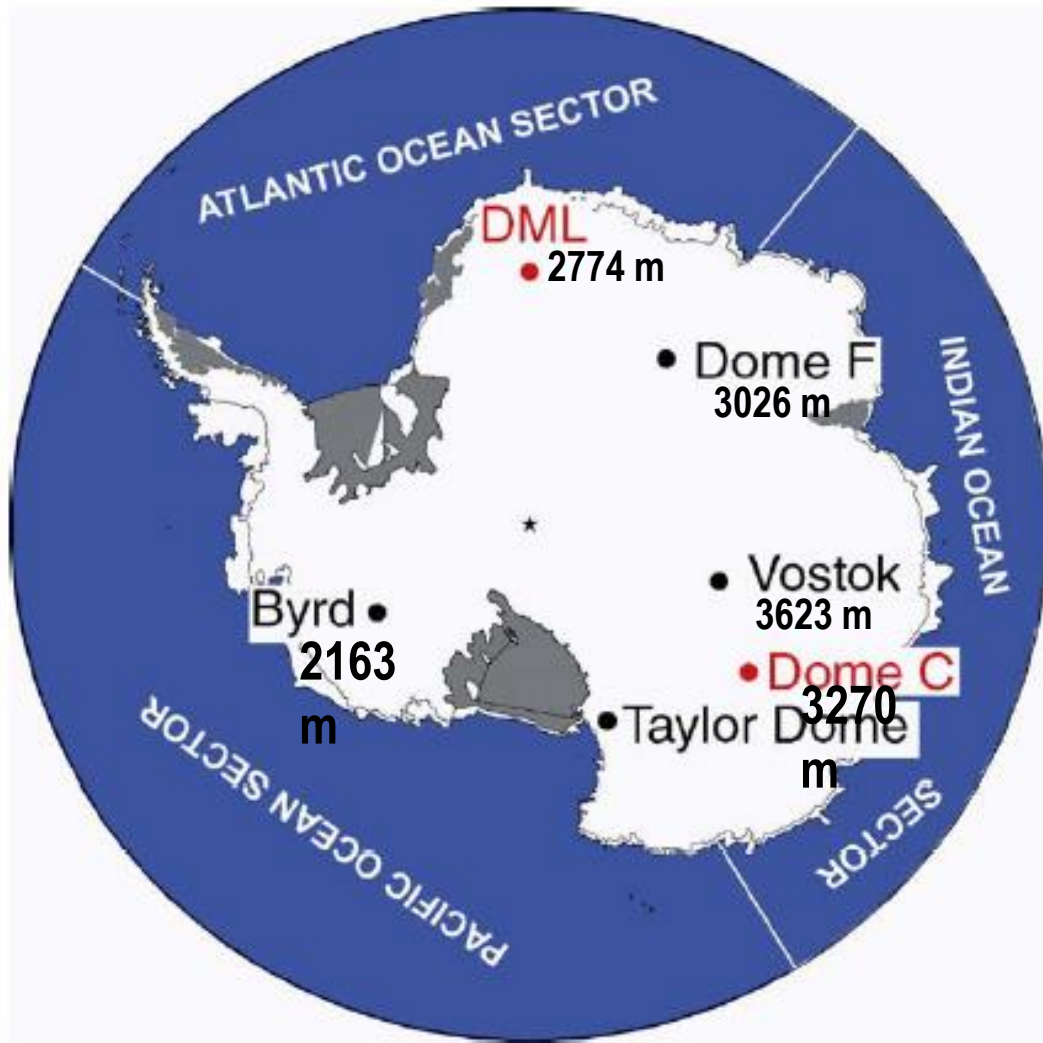 ATLANTIC OCEAN SECTOR
DML
2774 m
Dome F
3026 m
INDIAN OCEAN
Vostok
3623 m
Byrd
2163
m
Dome C
3270
Taylor Dome
m
SECTOR
PACIFIC OCEAN SECTOR